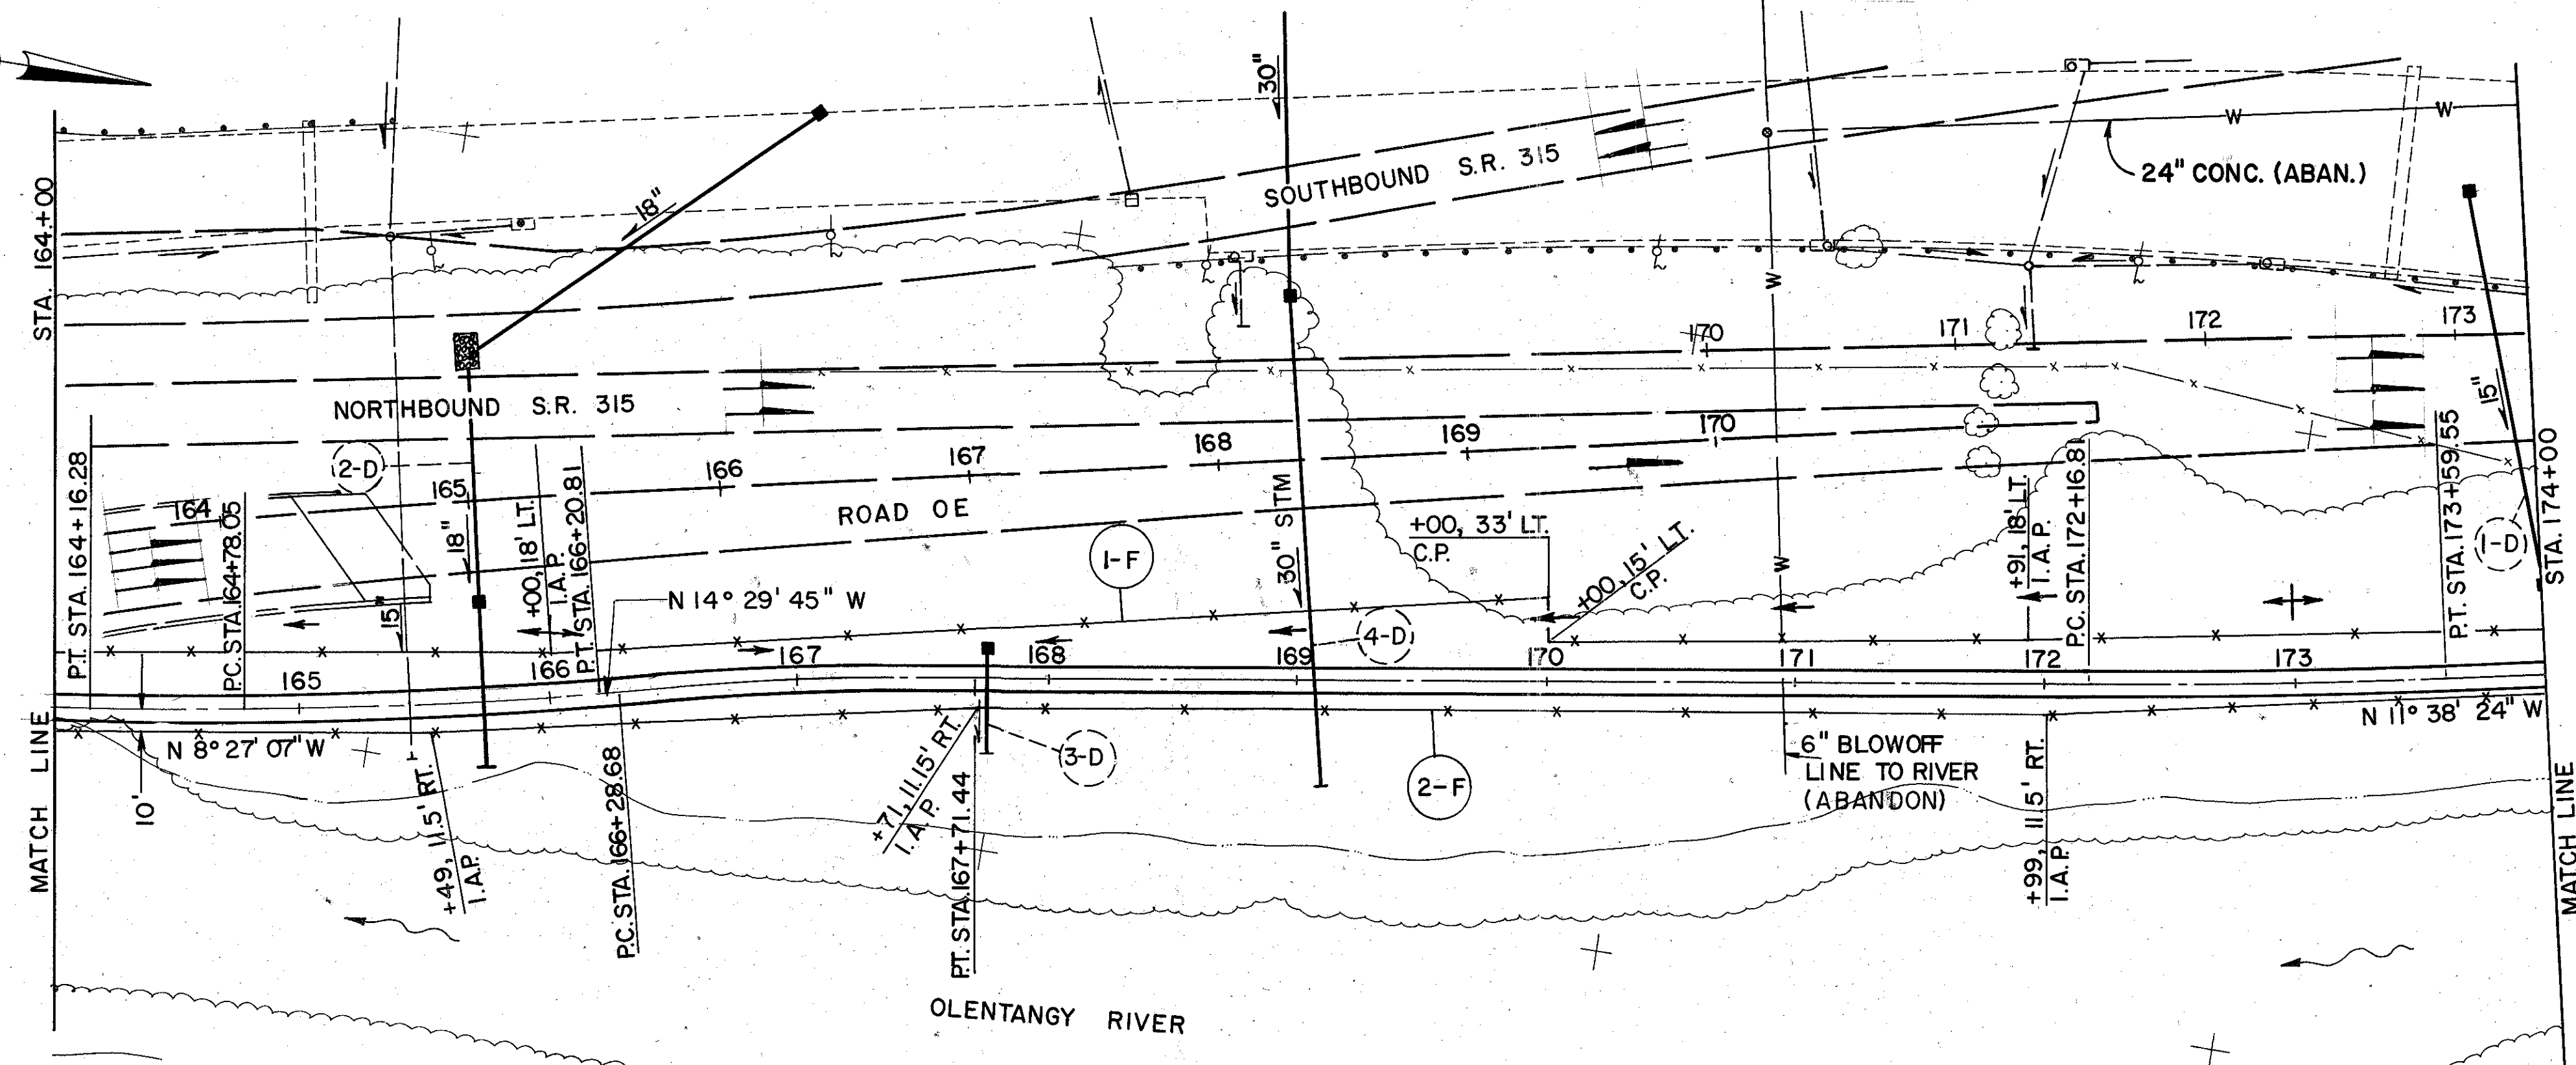 STA. 164+00
MATCH LINE
18"
30"
SOUTHBOUND S.R. 315
24" CONC. (ABAN.)
W
W
W
W
170
171
172
173
NORTHBOUND S.R. 315
2-D
164
165
166
167
168
169
170
ROAD OE
P.T. STA. 164+16.28
P.C. STA. 164+78.05
18"
15"
+00, 18' LT.
I.A.P.
P.T. STA. 166+20.81
N 14° 29' 45" W
1-F
30" STM
30"
+00, 33' LT.
C.P.
+00, 15' LT.
C.P.
4-D
+91, 18' LT.
I.A.P.
P.C. STA. 172+16.81
P.T. STA. 173+59.55
15"
1-D
STA. 174+00
165
166
167
168
169
170
171
172
173
N 8° 27' 07" W
10'
+49, 11.5' RT.
I.A.P.
P.C. STA. 166+28.68
+71, 11.15' RT.
I.A.P.
P.T. STA. 167+71.44
3-D
2-F
6" BLOWOFF
LINE TO RIVER
(ABANDON)
+99, 11.5' RT.
I.A.P.
N 11° 38' 24" W
MATCH LINE
OLENTANGY RIVER